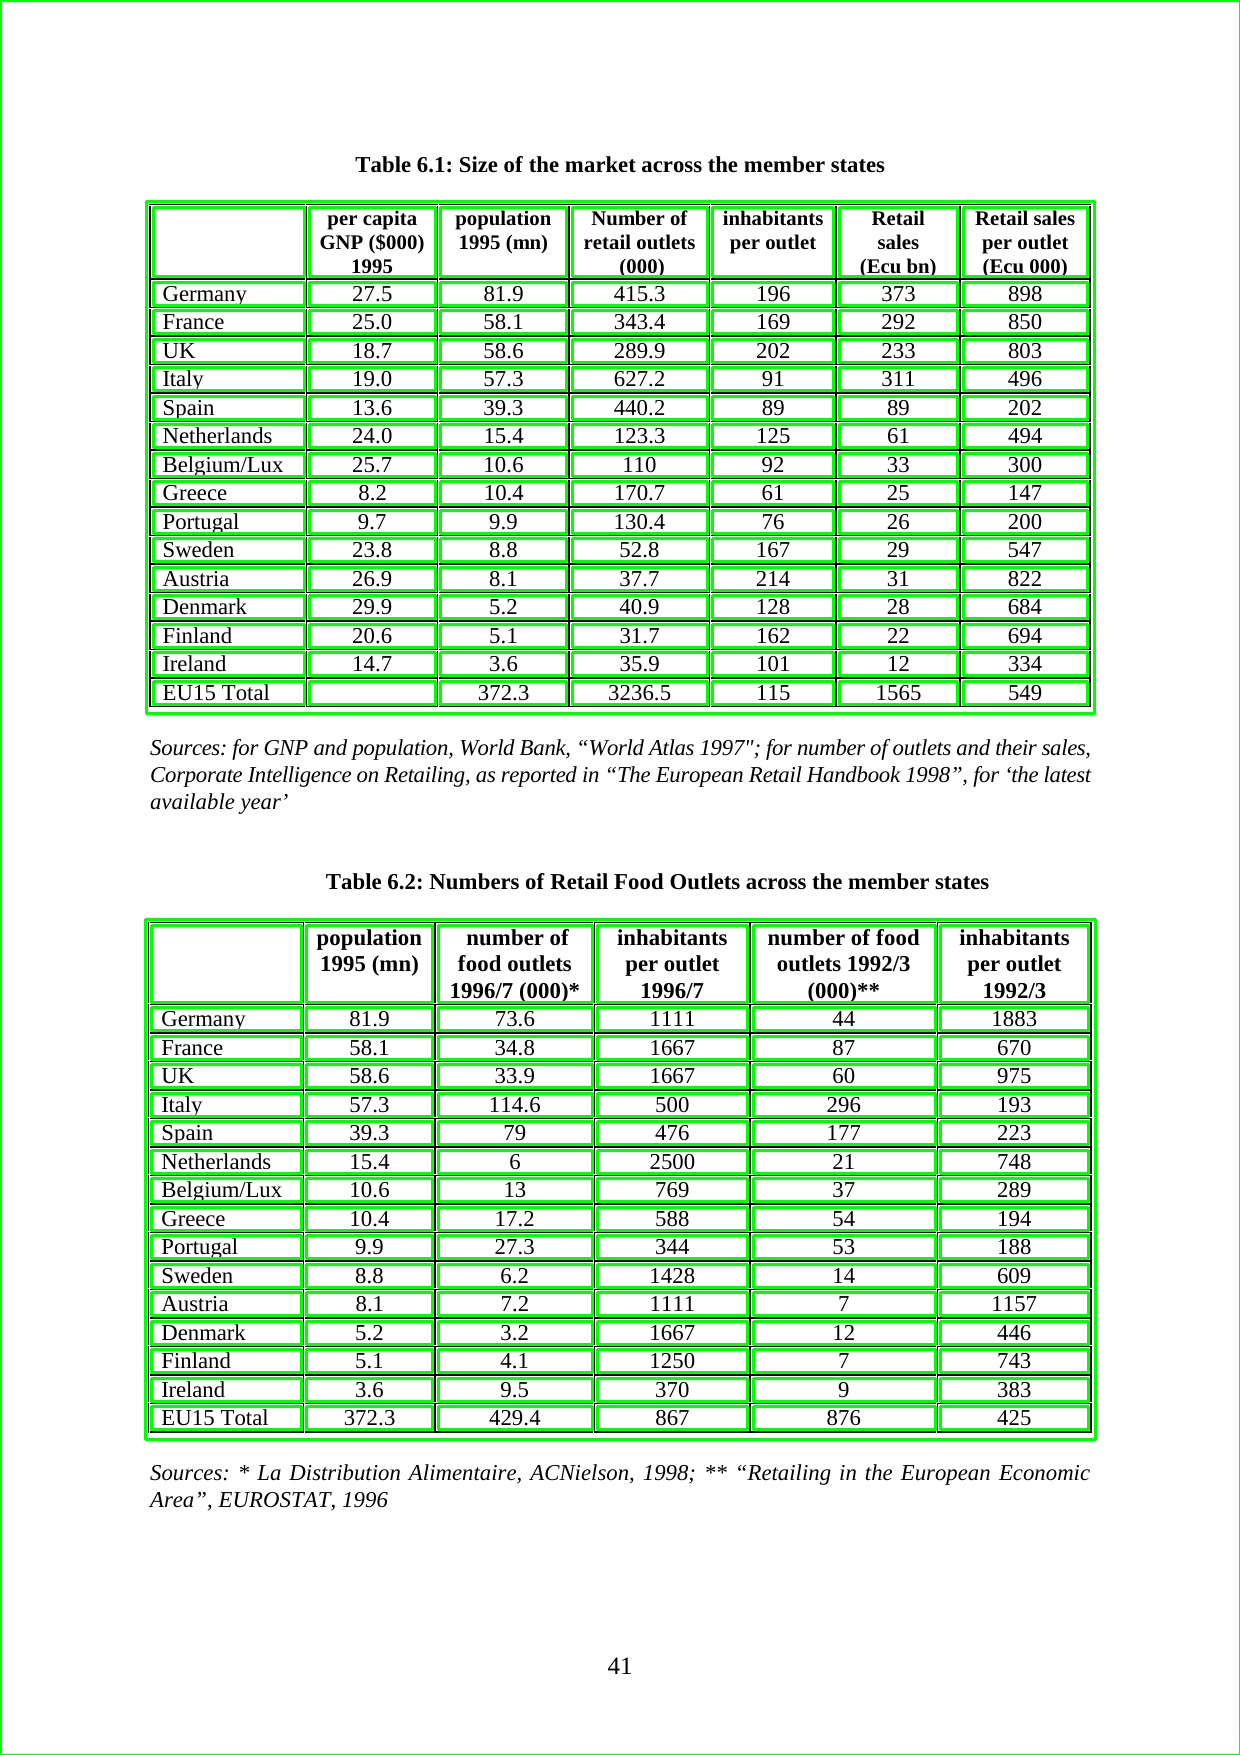 Table 6.1: Size of the market across the member states
per capita GNP ($000) 1995 population 1995 (mn) Number of retail outlets (000) inhabitants per outlet Retail sales (Ecu bn) Retail sales per outlet (Ecu 000)
Germany 27.5 81.9 415.3 196 373 898
France 25.0 58.1 343.4 169 292 850
UK 18.7 58.6 289.9 202 233 803
Italy 19.0 57.3 627.2 91 311 496
Spain 13.6 39.3 440.2 89 89 202
Netherlands 24.0 15.4 123.3 125 61 494
Belgium/Lux 25.7 10.6 110 92 33 300
Greece 8.2 10.4 170.7 61 25 147
Portugal 9.7 9.9 130.4 76 26 200
Sweden 23.8 8.8 52.8 167 29 547
Austria 26.9 8.1 37.7 214 31 822
Denmark 29.9 5.2 40.9 128 28 684
Finland 20.6 5.1 31.7 162 22 694
Ireland 14.7 3.6 35.9 101 12 334
EU15 Total 372.3 3236.5 115 1565 549
Sources: for GNP and population, World Bank, “World Atlas 1997"; for number of outlets and their sales,
Corporate Intelligence on Retailing, as reported in “The European Retail Handbook 1998”, for ‘the latest
available year’
Table 6.2: Numbers of Retail Food Outlets across the member states
population 1995 (mn) number of food outlets 1996/7 (000)* inhabitants per outlet 1996/7 number of food outlets 1992/3 (000)** inhabitants per outlet 1992/3
Germany 81.9 73.6 1111 44 1883
France 58.1 34.8 1667 87 670
UK 58.6 33.9 1667 60 975
Italy 57.3 114.6 500 296 193
Spain 39.3 79 476 177 223
Netherlands 15.4 6 2500 21 748
Belgium/Lux 10.6 13 769 37 289
Greece 10.4 17.2 588 54 194
Portugal 9.9 27.3 344 53 188
Sweden 8.8 6.2 1428 14 609
Austria 8.1 7.2 1111 7 1157
Denmark 5.2 3.2 1667 12 446
Finland 5.1 4.1 1250 7 743
Ireland 3.6 9.5 370 9 383
EU15 Total 372.3 429.4 867 876 425
Sources: * La Distribution Alimentaire, ACNielson, 1998; ** “Retailing in the European Economic
Area”, EUROSTAT, 1996
41